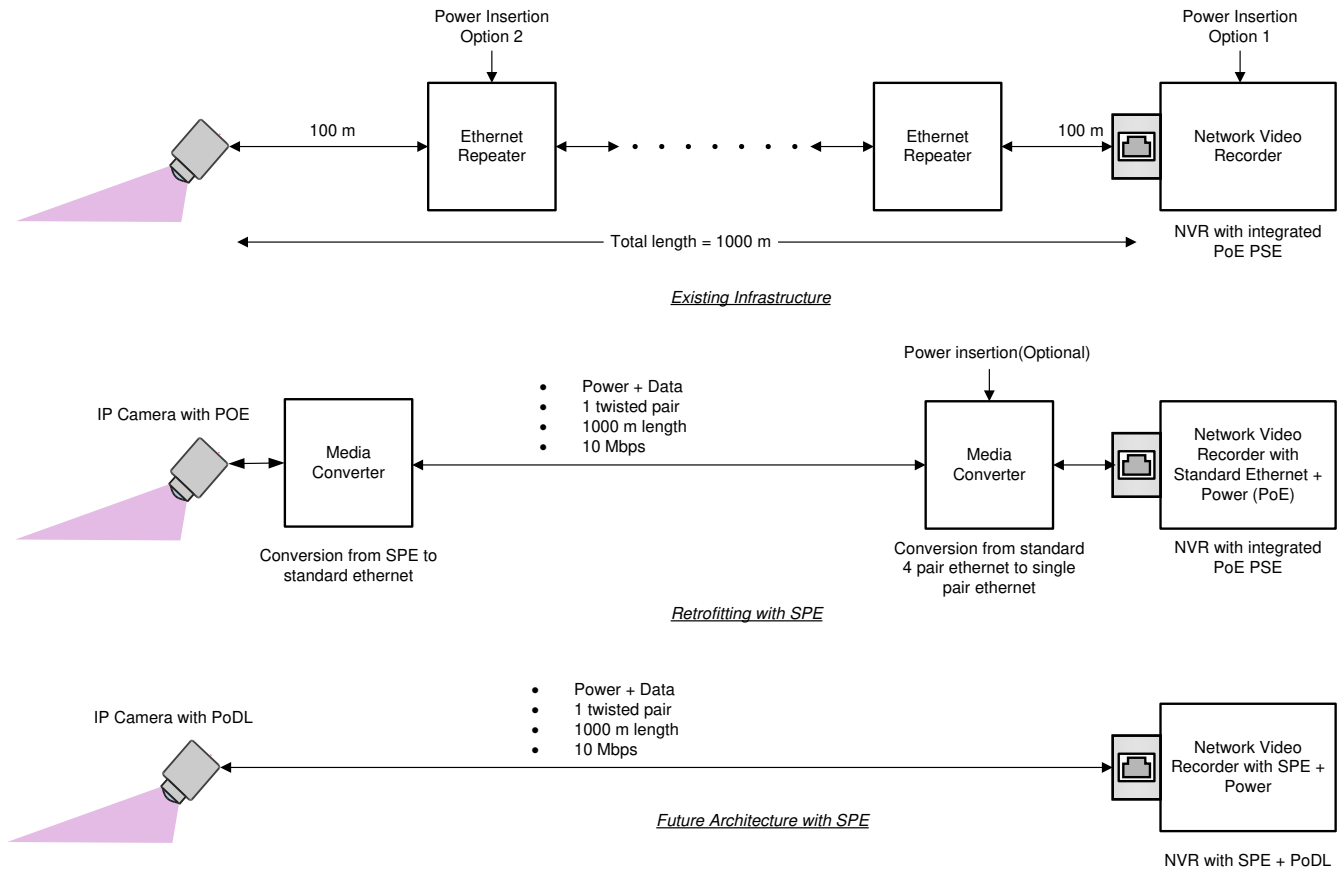 Power Insertion
Option 2
Power Insertion
Option 1
100 m
Ethernet
Repeater
Ethernet
Repeater
100 m
Network Video
Recorder
Total length = 1000 m
NVR with integrated
PoE PSE
Existing Infrastructure
Power insertion(Optional)
• Power + Data
• 1 twisted pair
• 1000 m length
• 10 Mbps
IP Camera with POE
Media
Converter
Media
Converter
Network Video
Recorder with
Standard Ethernet +
Power (PoE)
Conversion from SPE to
standard ethernet
Conversion from standard
4 pair ethernet to single
pair ethernet
NVR with integrated
PoE PSE
Retrofitting with SPE
• Power + Data
• 1 twisted pair
• 1000 m length
• 10 Mbps
IP Camera with PoDL
Network Video
Recorder with SPE +
Power
Future Architecture with SPE
NVR with SPE + PoDL